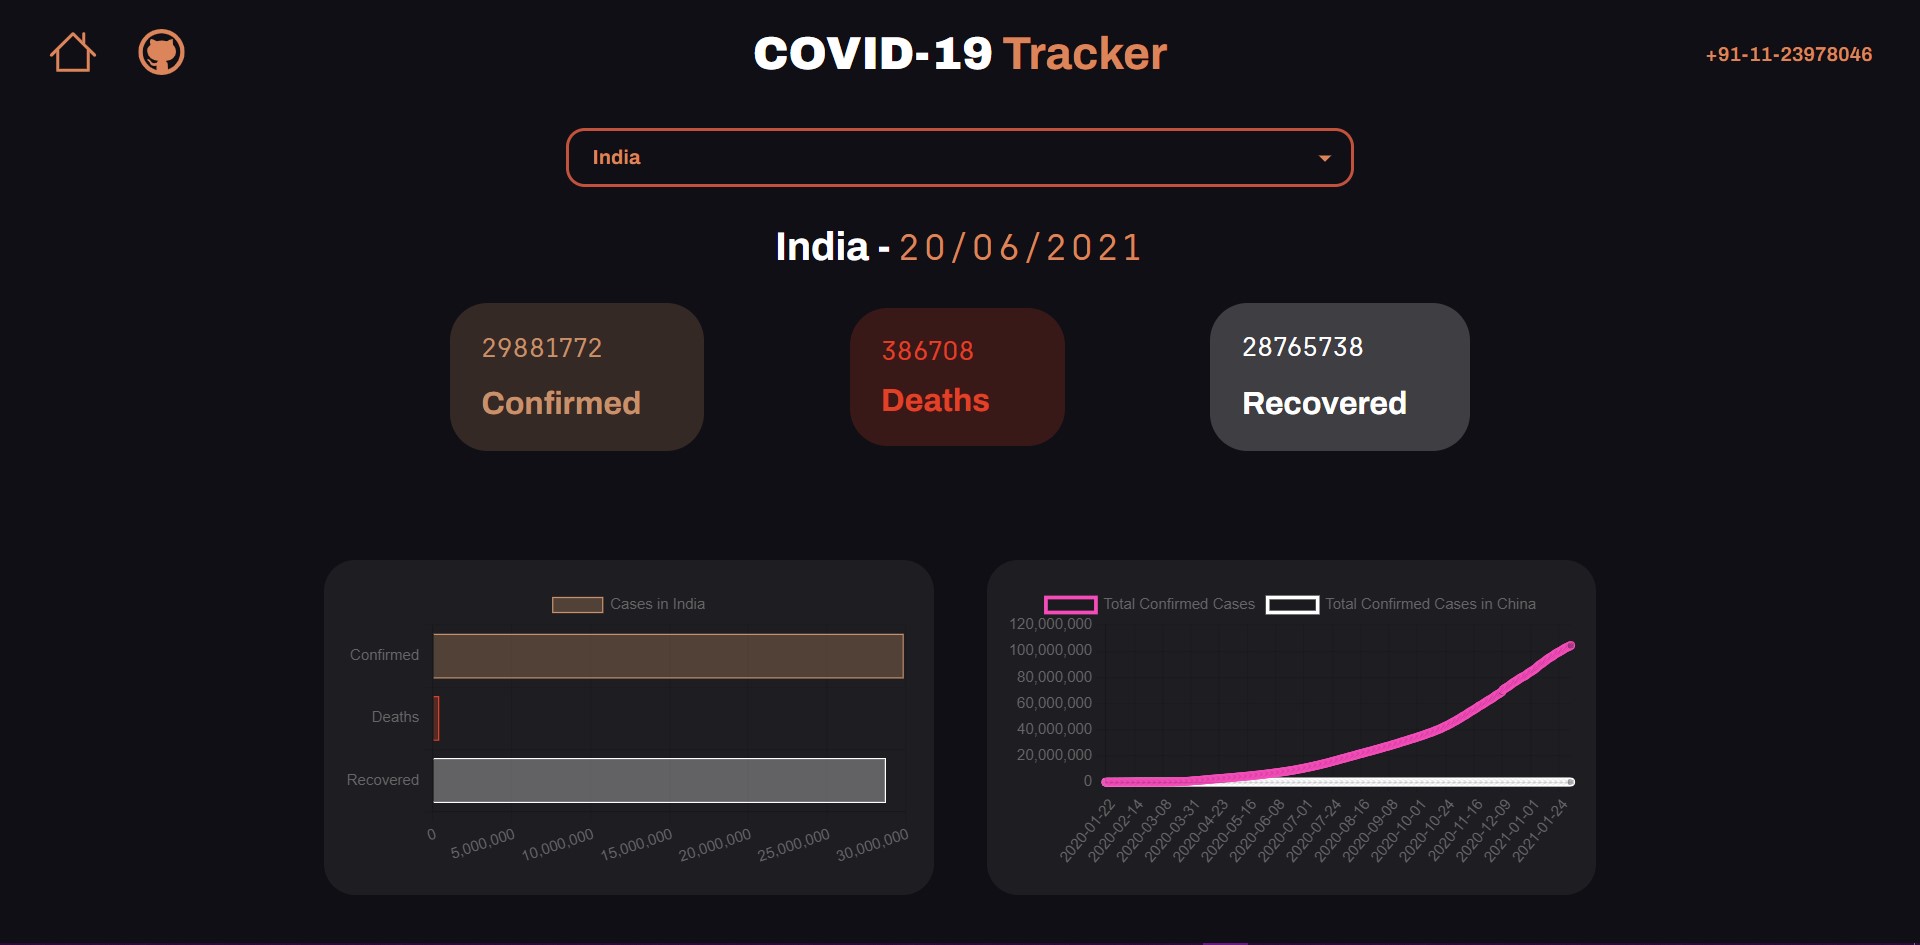 COVID-19 Tracker
+91-11-23978046
India
India - 20/06/2021
29881772
Confirmed
386708
Deaths
28765738
Recovered
Cases in India
Confirmed
Deaths
Recovered
0
5,000,000
10,000,000
15,000,000
20,000,000
25,000,000
30,000,000
Total Confirmed Cases
Total Confirmed Cases in China
120,000,000
100,000,000
80,000,000
60,000,000
40,000,000
20,000,000
0
2020-01-22
2020-02-14
2020-03-08
2020-03-31
2020-04-23
2020-05-16
2020-06-08
2020-07-01
2020-07-24
2020-08-16
2020-09-08
2020-10-01
2020-10-24
2020-11-16
2020-12-09
2021-01-01
2021-01-24